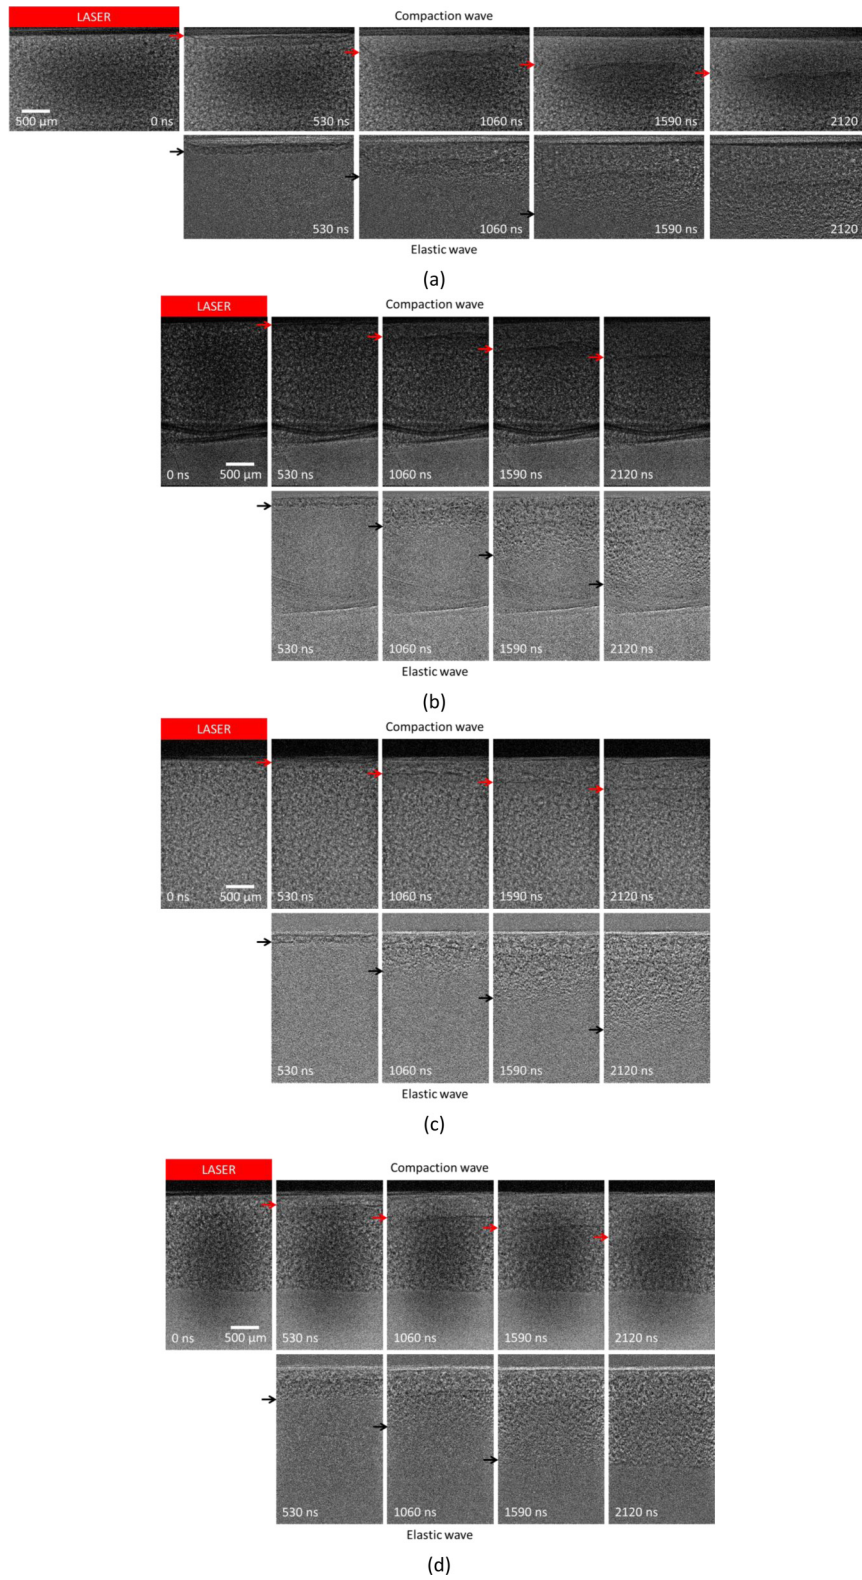 LASER
Compaction wave
500 µm
0 ns
530 ns
1060 ns
1590 ns
2120
530 ns
1060 ns
1590 ns
2120
Elastic wave
(a)
LASER
Compaction wave
0 ns
500 µm
530 ns
1060 ns
1590 ns
2120 ns
530 ns
1060 ns
1590 ns
2120 ns
Elastic wave
(b)
LASER
Compaction wave
0 ns
500 µm
530 ns
1060 ns
1590 ns
2120 ns
530 ns
1060 ns
1590 ns
2120 ns
Elastic wave
(c)
LASER
Compaction wave
0 ns
500 µm
530 ns
1060 ns
1590 ns
2120 ns
530 ns
1060 ns
1590 ns
2120 ns
Elastic wave
(d)